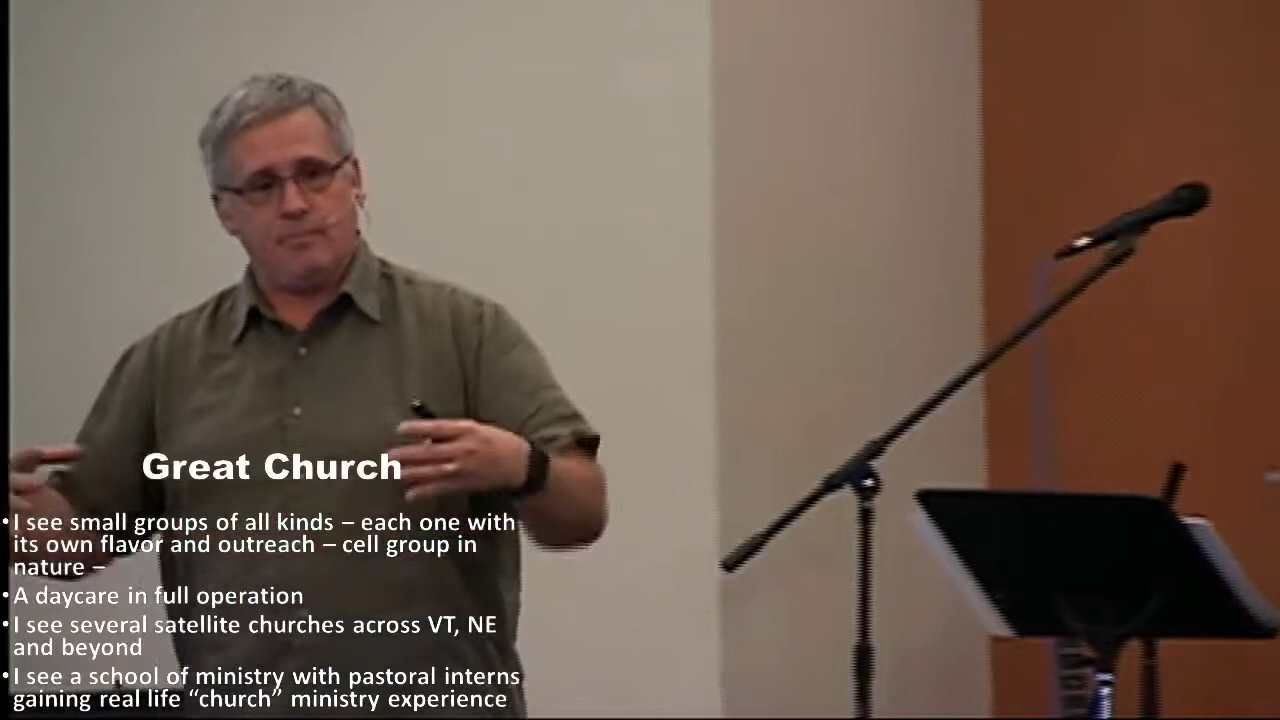 Great Church
•I see small groups of all kinds – each one with
its own flavor and outreach – cell group in
nature –
•A daycare in full operation
•I see several satellite churches across VT, NE
and beyond
•I see a school of ministry with pastoral interns
gaining real life “church” ministry experience